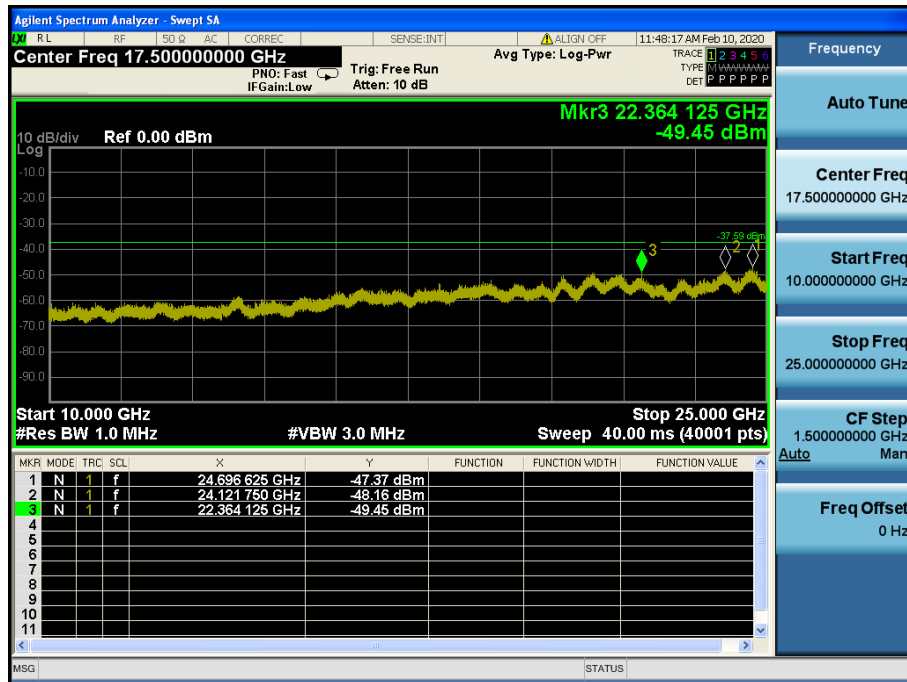 Agilent Spectrum Analyzer - Swept SA
LXI RL RF 50 Ω AC CORREC SENSE:INT ALIGN OFF 11:48:17 AM Feb 10, 2020
Center Freq 17.500000000 GHz
PNO: Fast
IFGain:Low
Trig: Free Run
Atten: 10 dB
Avg Type: Log-Pwr
TRACE 1 2 3 4 5 6
TYPE M WWWWW
DET P P P P P P
Mkr3 22.364 125 GHz
-49.45 dBm
10 dB/div Ref 0.00 dBm
Log
-10.0
-20.0
-30.0
-40.0
-50.0
-60.0
-70.0
-80.0
-90.0
-37.59 dBm
3
2
1
Start 10.000 GHz Stop 25.000 GHz
#Res BW 1.0 MHz #VBW 3.0 MHz Sweep 40.00 ms (40001 pts)
MKR MODE TRC SCL X Y FUNCTION FUNCTION WIDTH FUNCTION VALUE
1 N 1 f 24.696 625 GHz -47.37 dBm
2 N 1 f 24.121 750 GHz -48.16 dBm
3 N 1 f 22.364 125 GHz -49.45 dBm
4
5
6
7
8
9
10
11
MSG STATUS
Frequency
Auto Tune
Center Freq
17.500000000 GHz
Start Freq
10.000000000 GHz
Stop Freq
25.000000000 GHz
CF Step
1.500000000 GHz
Auto Man
Freq Offset
0 Hz